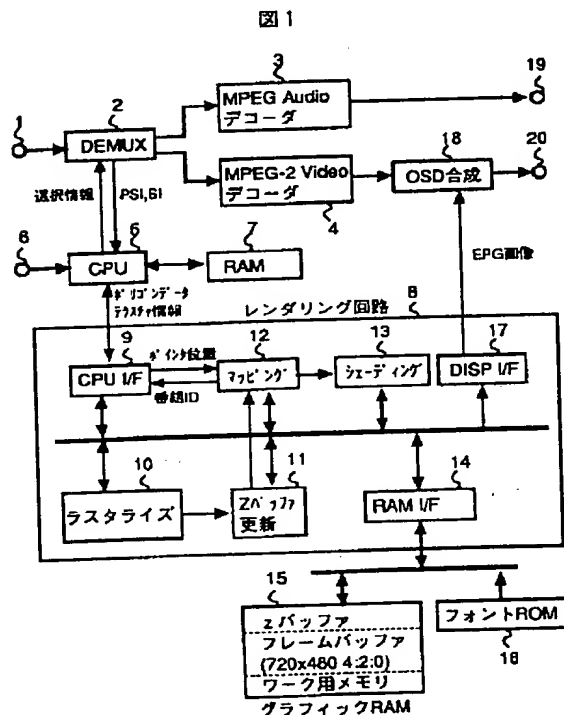 図1
3
19
1
2
MPEG Audio
デコーダ
DEMUX
18
20
MPEG-2 Video
デコーダ
OSD合成
選択情報
PSI,SI
4
6
5
7
CPU
RAM
EPG画像
ポリゴンデータ
テクスチャ情報
レンダリング回路
8
9
ポインタ位置
12
13
17
CPU I/F
マッピング
シェーディング
DISP I/F
番組ID
10
11
14
ラスタライズ
Zバッファ
更新
RAM I/F
15
zバッファ
フレームバッファ
(720x480 4:2:0)
ワーク用メモリ
グラフィックRAM
フォントROM
16